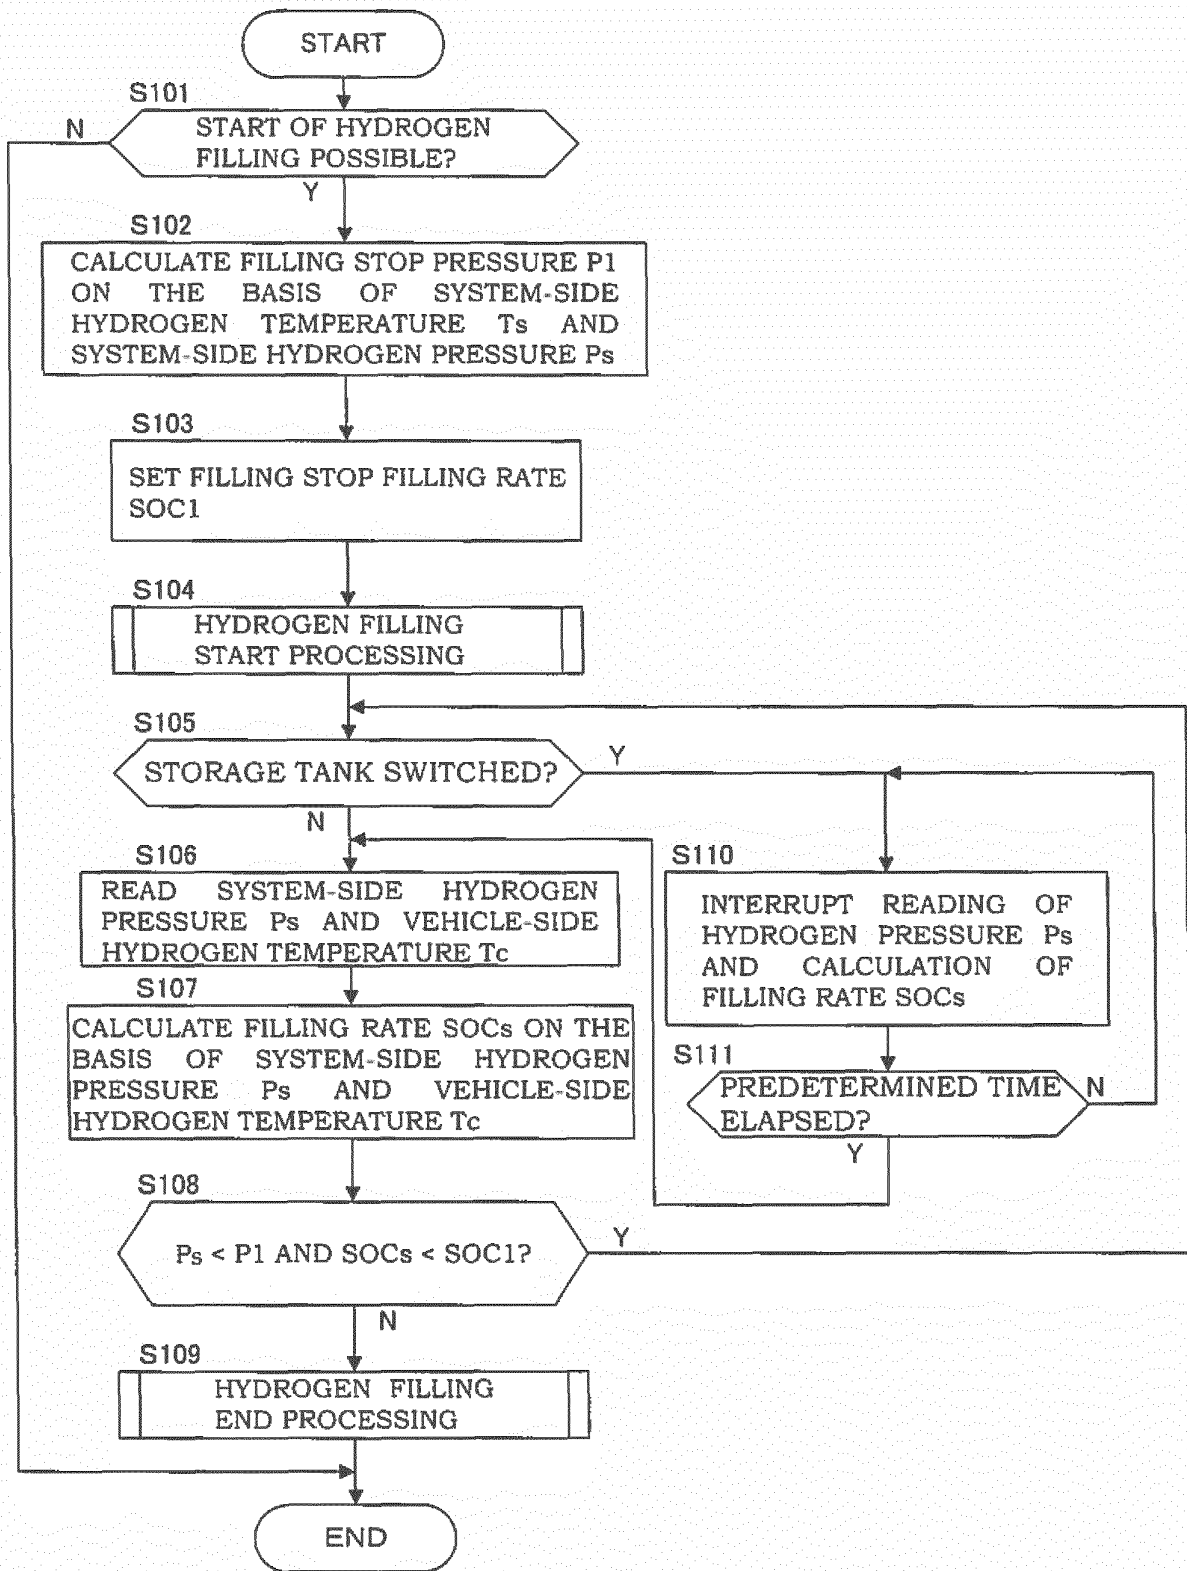 START
S101
N
START OF HYDROGEN
FILLING POSSIBLE?
Y
S102
CALCULATE FILLING STOP PRESSURE P1
ON THE BASIS OF SYSTEM-SIDE
HYDROGEN TEMPERATURE Ts AND
SYSTEM-SIDE HYDROGEN PRESSURE Ps
S103
SET FILLING STOP FILLING RATE
SOC1
S104
HYDROGEN FILLING
START PROCESSING
S105
STORAGE TANK SWITCHED?
Y
N
S106
READ SYSTEM-SIDE HYDROGEN
PRESSURE Ps AND VEHICLE-SIDE
HYDROGEN TEMPERATURE Tc
S107
CALCULATE FILLING RATE SOCs ON THE
BASIS OF SYSTEM-SIDE HYDROGEN
PRESSURE Ps AND VEHICLE-SIDE
HYDROGEN TEMPERATURE Tc
S110
INTERRUPT READING OF
HYDROGEN PRESSURE Ps
AND CALCULATION OF
FILLING RATE SOCs
S111
PREDETERMINED TIME
ELAPSED?
N
Y
S108
Ps < P1 AND SOCs < SOC1?
Y
N
S109
HYDROGEN FILLING
END PROCESSING
END